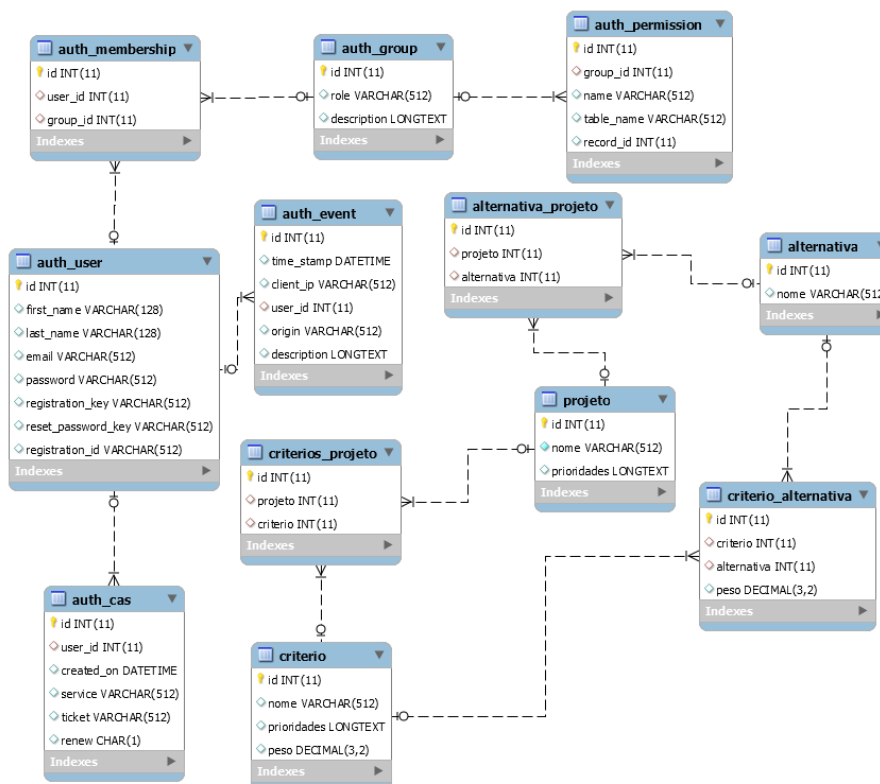 auth_membership
id INT(11)
user_id INT(11)
group_id INT(11)
Indexes
auth_group
id INT(11)
role VARCHAR(512)
description LONGTEXT
Indexes
auth_permission
id INT(11)
group_id INT(11)
name VARCHAR(512)
table_name VARCHAR(512)
record_id INT(11)
Indexes
auth_user
id INT(11)
first_name VARCHAR(128)
last_name VARCHAR(128)
email VARCHAR(512)
password VARCHAR(512)
registration_key VARCHAR(512)
reset_password_key VARCHAR(512)
registration_id VARCHAR(512)
Indexes
auth_event
id INT(11)
time_stamp DATETIME
client_ip VARCHAR(512)
user_id INT(11)
origin VARCHAR(512)
description LONGTEXT
Indexes
alternativa_projeto
id INT(11)
projeto INT(11)
alternativa INT(11)
Indexes
alternativa
id INT(11)
nome VARCHAR(512
Indexes
projeto
id INT(11)
nome VARCHAR(512)
prioridades LONGTEXT
Indexes
criterios_projeto
id INT(11)
projeto INT(11)
criterio INT(11)
Indexes
criterio_alternativa
id INT(11)
criterio INT(11)
alternativa INT(11)
peso DECIMAL(3,2)
Indexes
auth_cas
id INT(11)
user_id INT(11)
created_on DATETIME
service VARCHAR(512)
ticket VARCHAR(512)
renew CHAR(1)
Indexes
criterio
id INT(11)
nome VARCHAR(512)
prioridades LONGTEXT
peso DECIMAL(3,2)
Indexes